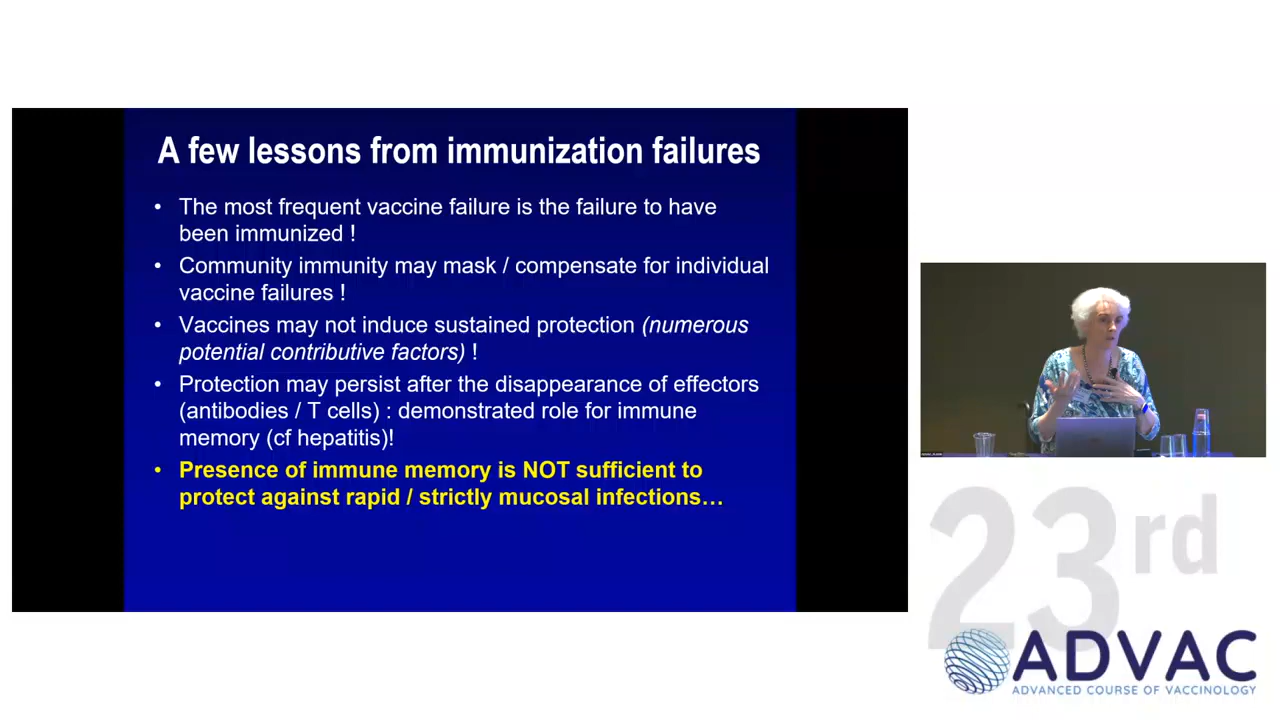 A few lessons from immunization failures
• The most frequent vaccine failure is the failure to have
been immunized !
• Community immunity may mask / compensate for individual
vaccine failures !
• Vaccines may not induce sustained protection (numerous
potential contributive factors) !
• Protection may persist after the disappearance of effectors
(antibodies / T cells) : demonstrated role for immune
memory (cf hepatitis)!
• Presence of immune memory is NOT sufficient to
protect against rapid / strictly mucosal infections…
23rd
ADVAC
ADVANCED COURSE OF VACCINOLOGY